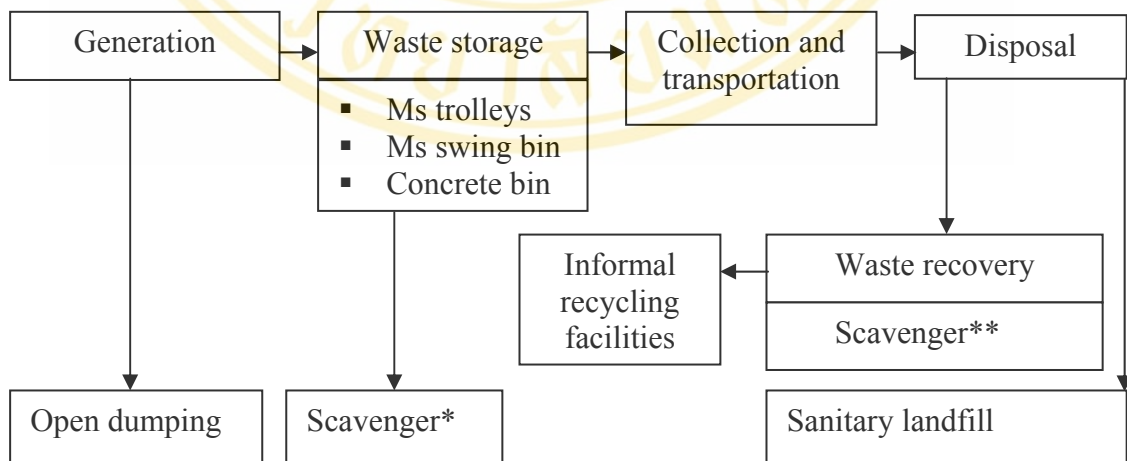 Generation
Waste storage
Ms trolleys
Ms swing bin
Concrete bin
Collection and
transportation
Disposal
Informal
recycling
facilities
Waste recovery
Scavenger**
Open dumping
Scavenger*
Sanitary landfill